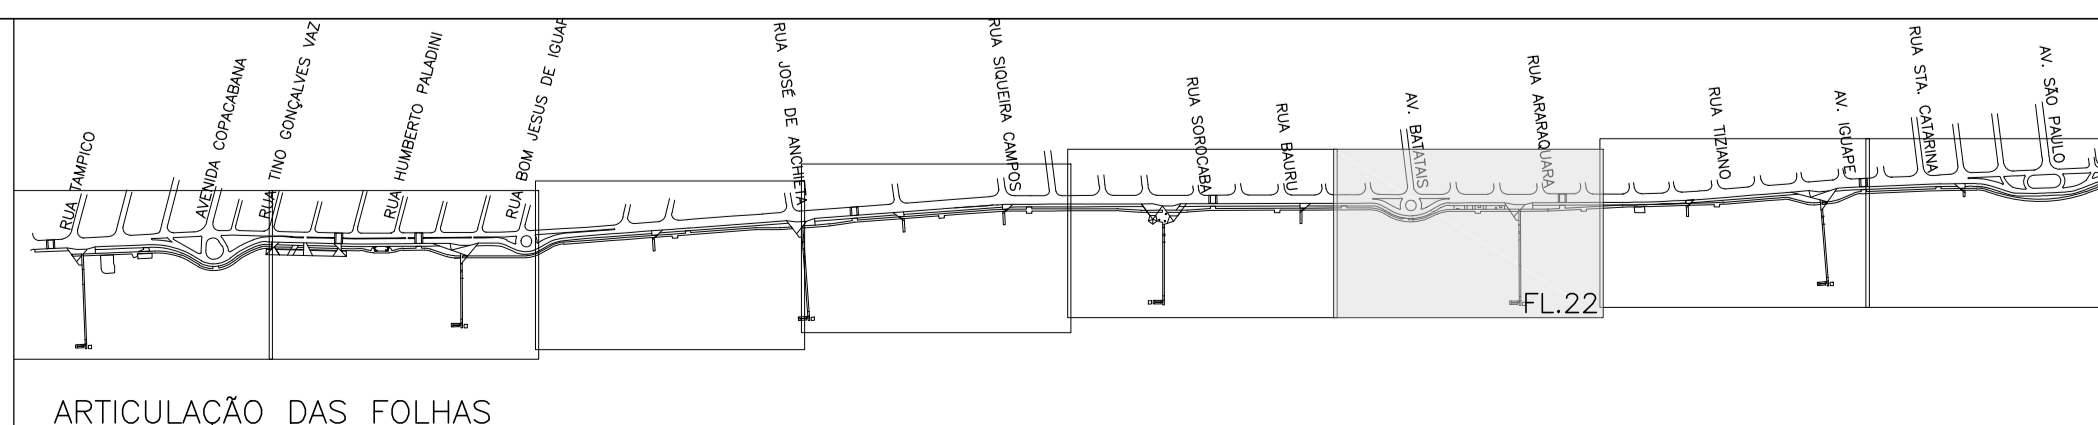 RUA TAMPICO
AVENIDA COPACABANA
RUA TINO GONÇALVES VAZ
RUA HUMBERTO PALADINI
RUA BOM JESUS DE IGUAP
RUA JOSÉ DE ANCHIETA
RUA SIQUEIRA CAMPOS
RUA SOROCABA
RUA BAURU
AV. BATATAIS
RUA ARARAQUARA
RUA TIZIANO
AV. IGUAPE
RUA STA. CATARINA
AV. SÃO PAULO
FL.22
ARTICULAÇÃO DAS FOLHAS